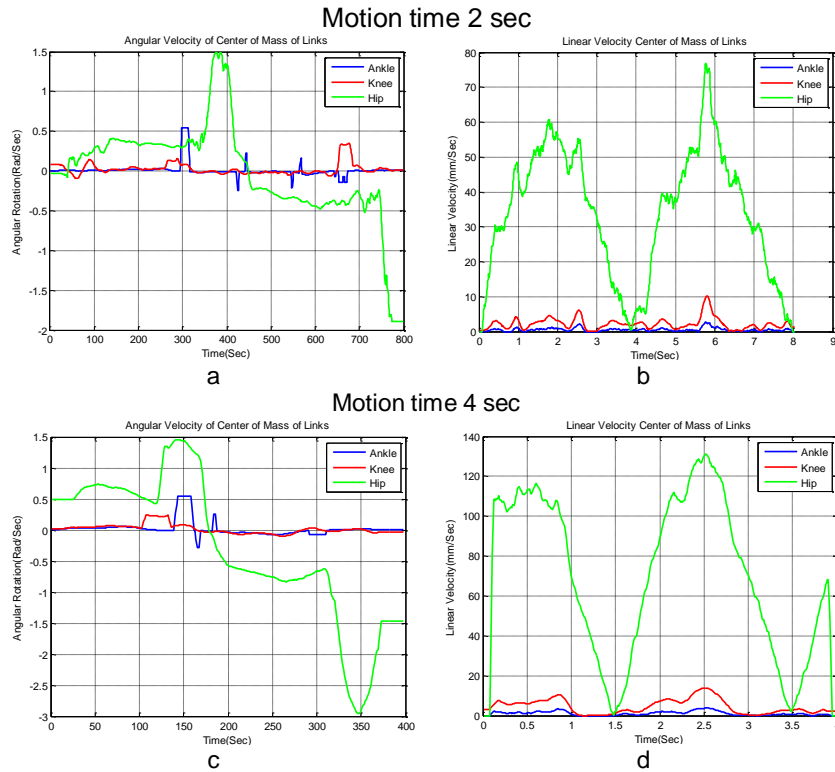 Motion time 2 sec
Angular Velocity of Center of Mass of Links
Angular Rotation(Rad/Sec)
1.5
1
0.5
0
-0.5
-1
-1.5
-2
Ankle
Knee
Hip
0 100 200 300 400 500 600 700 800
Time(Sec)
a
Linear Velocity Center of Mass of Links
Linear Velocity(mm/Sec)
80
70
60
50
40
30
20
10
0
Ankle
Knee
Hip
0 1 2 3 4 5 6 7 8 9
Time(Sec)
b
Motion time 4 sec
Angular Velocity of Center of Mass of Links
Angular Rotation(Rad/Sec)
1.5
1
0.5
0
-0.5
-1
-1.5
-2
-2.5
-3
Ankle
Knee
Hip
0 50 100 150 200 250 300 350 400
Time(Sec)
c
Linear Velocity Center of Mass of Links
Linear Velocity(mm/Sec)
140
120
100
80
60
40
20
0
Ankle
Knee
Hip
0 0.5 1 1.5 2 2.5 3 3.5
Time(Sec)
d